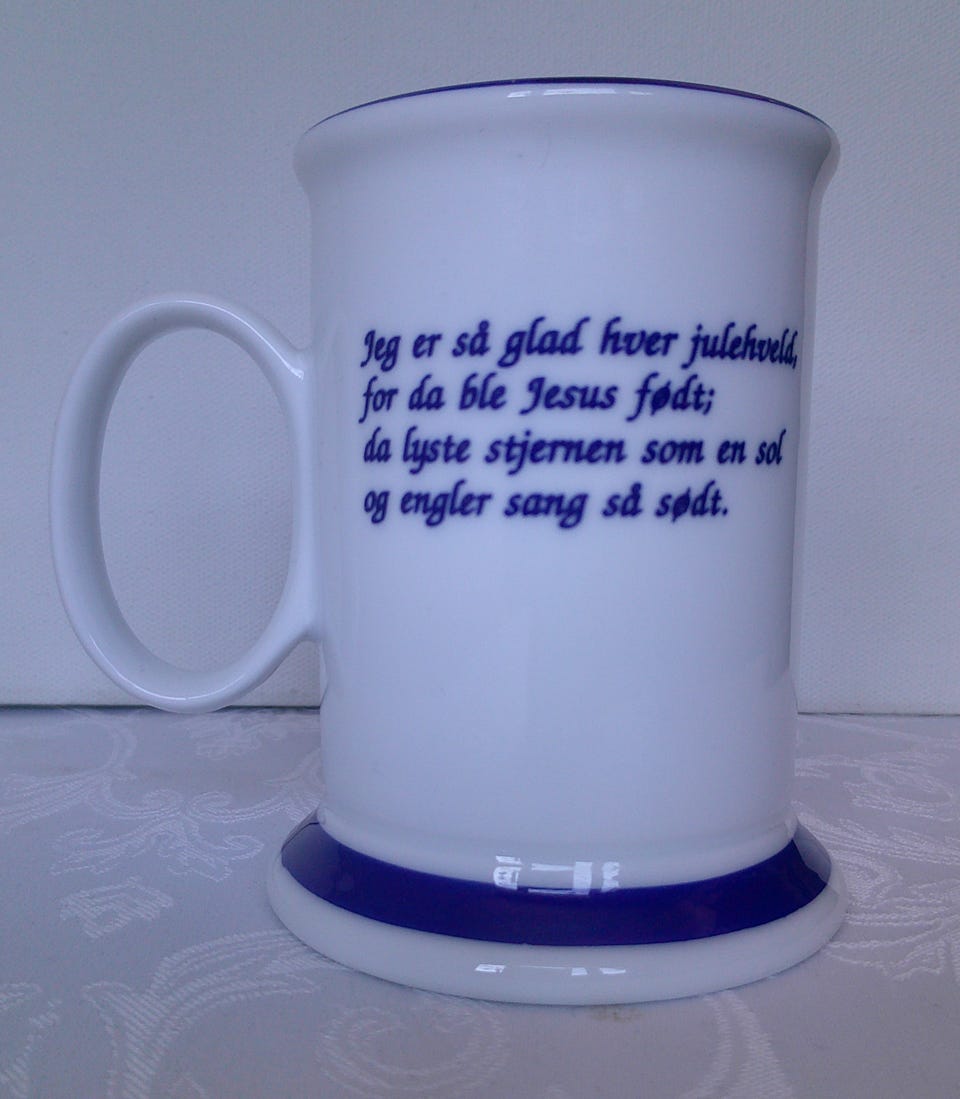 Jeg er så glad hver julehveld,
for da ble Jesus født;
da lyste stjernen som en sol
og engler sang så sødt.